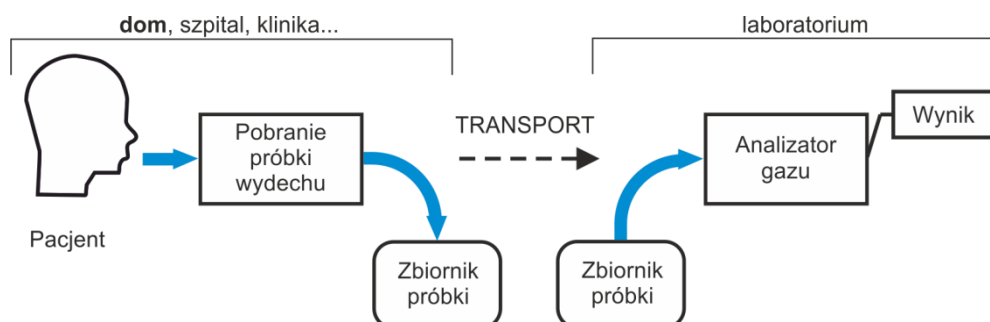 dom, szpital, klinika...
laboratorium
Pobranie
próbki
wydechu
TRANSPORT
Analizator
gazu
Wynik
Pacjent
Zbiornik
próbki
Zbiornik
próbki